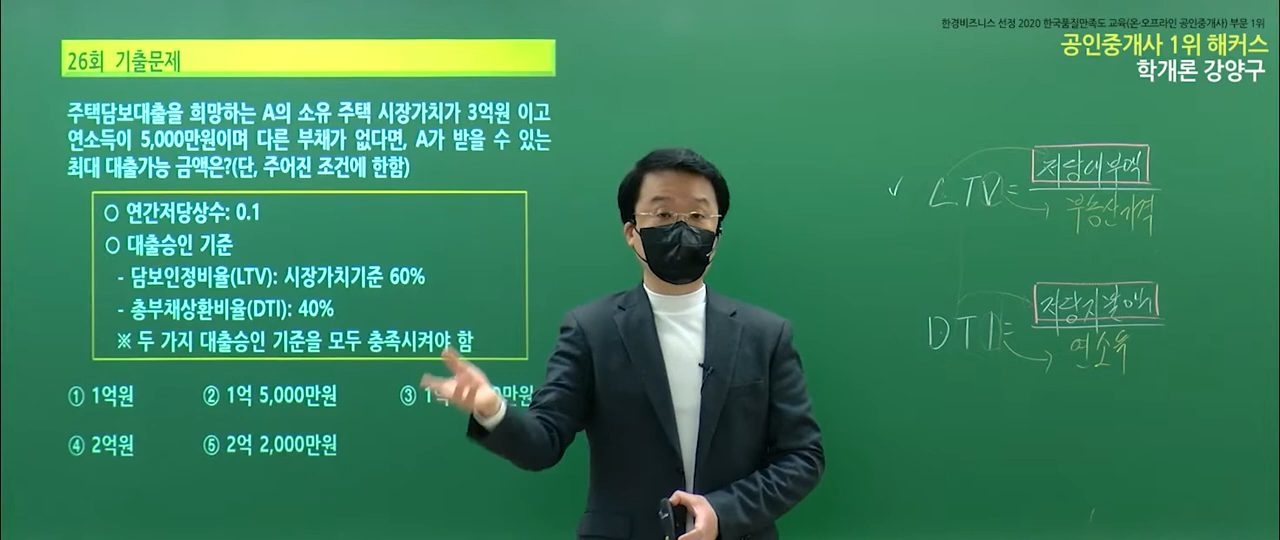 한경비즈니스 선정 2020 한국품질만족도 교육(온·오프라인 공인중개사) 부문 1위
공인중개사 1위 해커스
학개론 강양구
26회 기출문제
주택담보대출을 희망하는 A의 소유 주택 시장가치가 3억원 이고
연소득이 5,000만원이며 다른 부채가 없다면, A가 받을 수 있는
최대 대출가능 금액은?(단, 주어진 조건에 한함)
○ 연간저당상수: 0.1
○ 대출승인 기준
- 담보인정비율(LTV): 시장가치기준 60%
- 총부채상환비율(DTI): 40%
※ 두 가지 대출승인 기준을 모두 충족시켜야 함
① 1억원
② 1억 5,000만원
③ 1억
④ 2억원
⑤ 2억 2,000만원
LTV = 저당대부액
부동산가격
DTI = 저당지불액
연소득